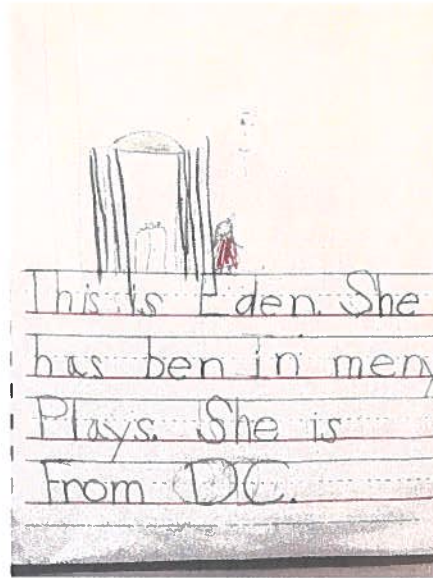 This is Eden. She
has ben in meny
Plays. She is
From DC.